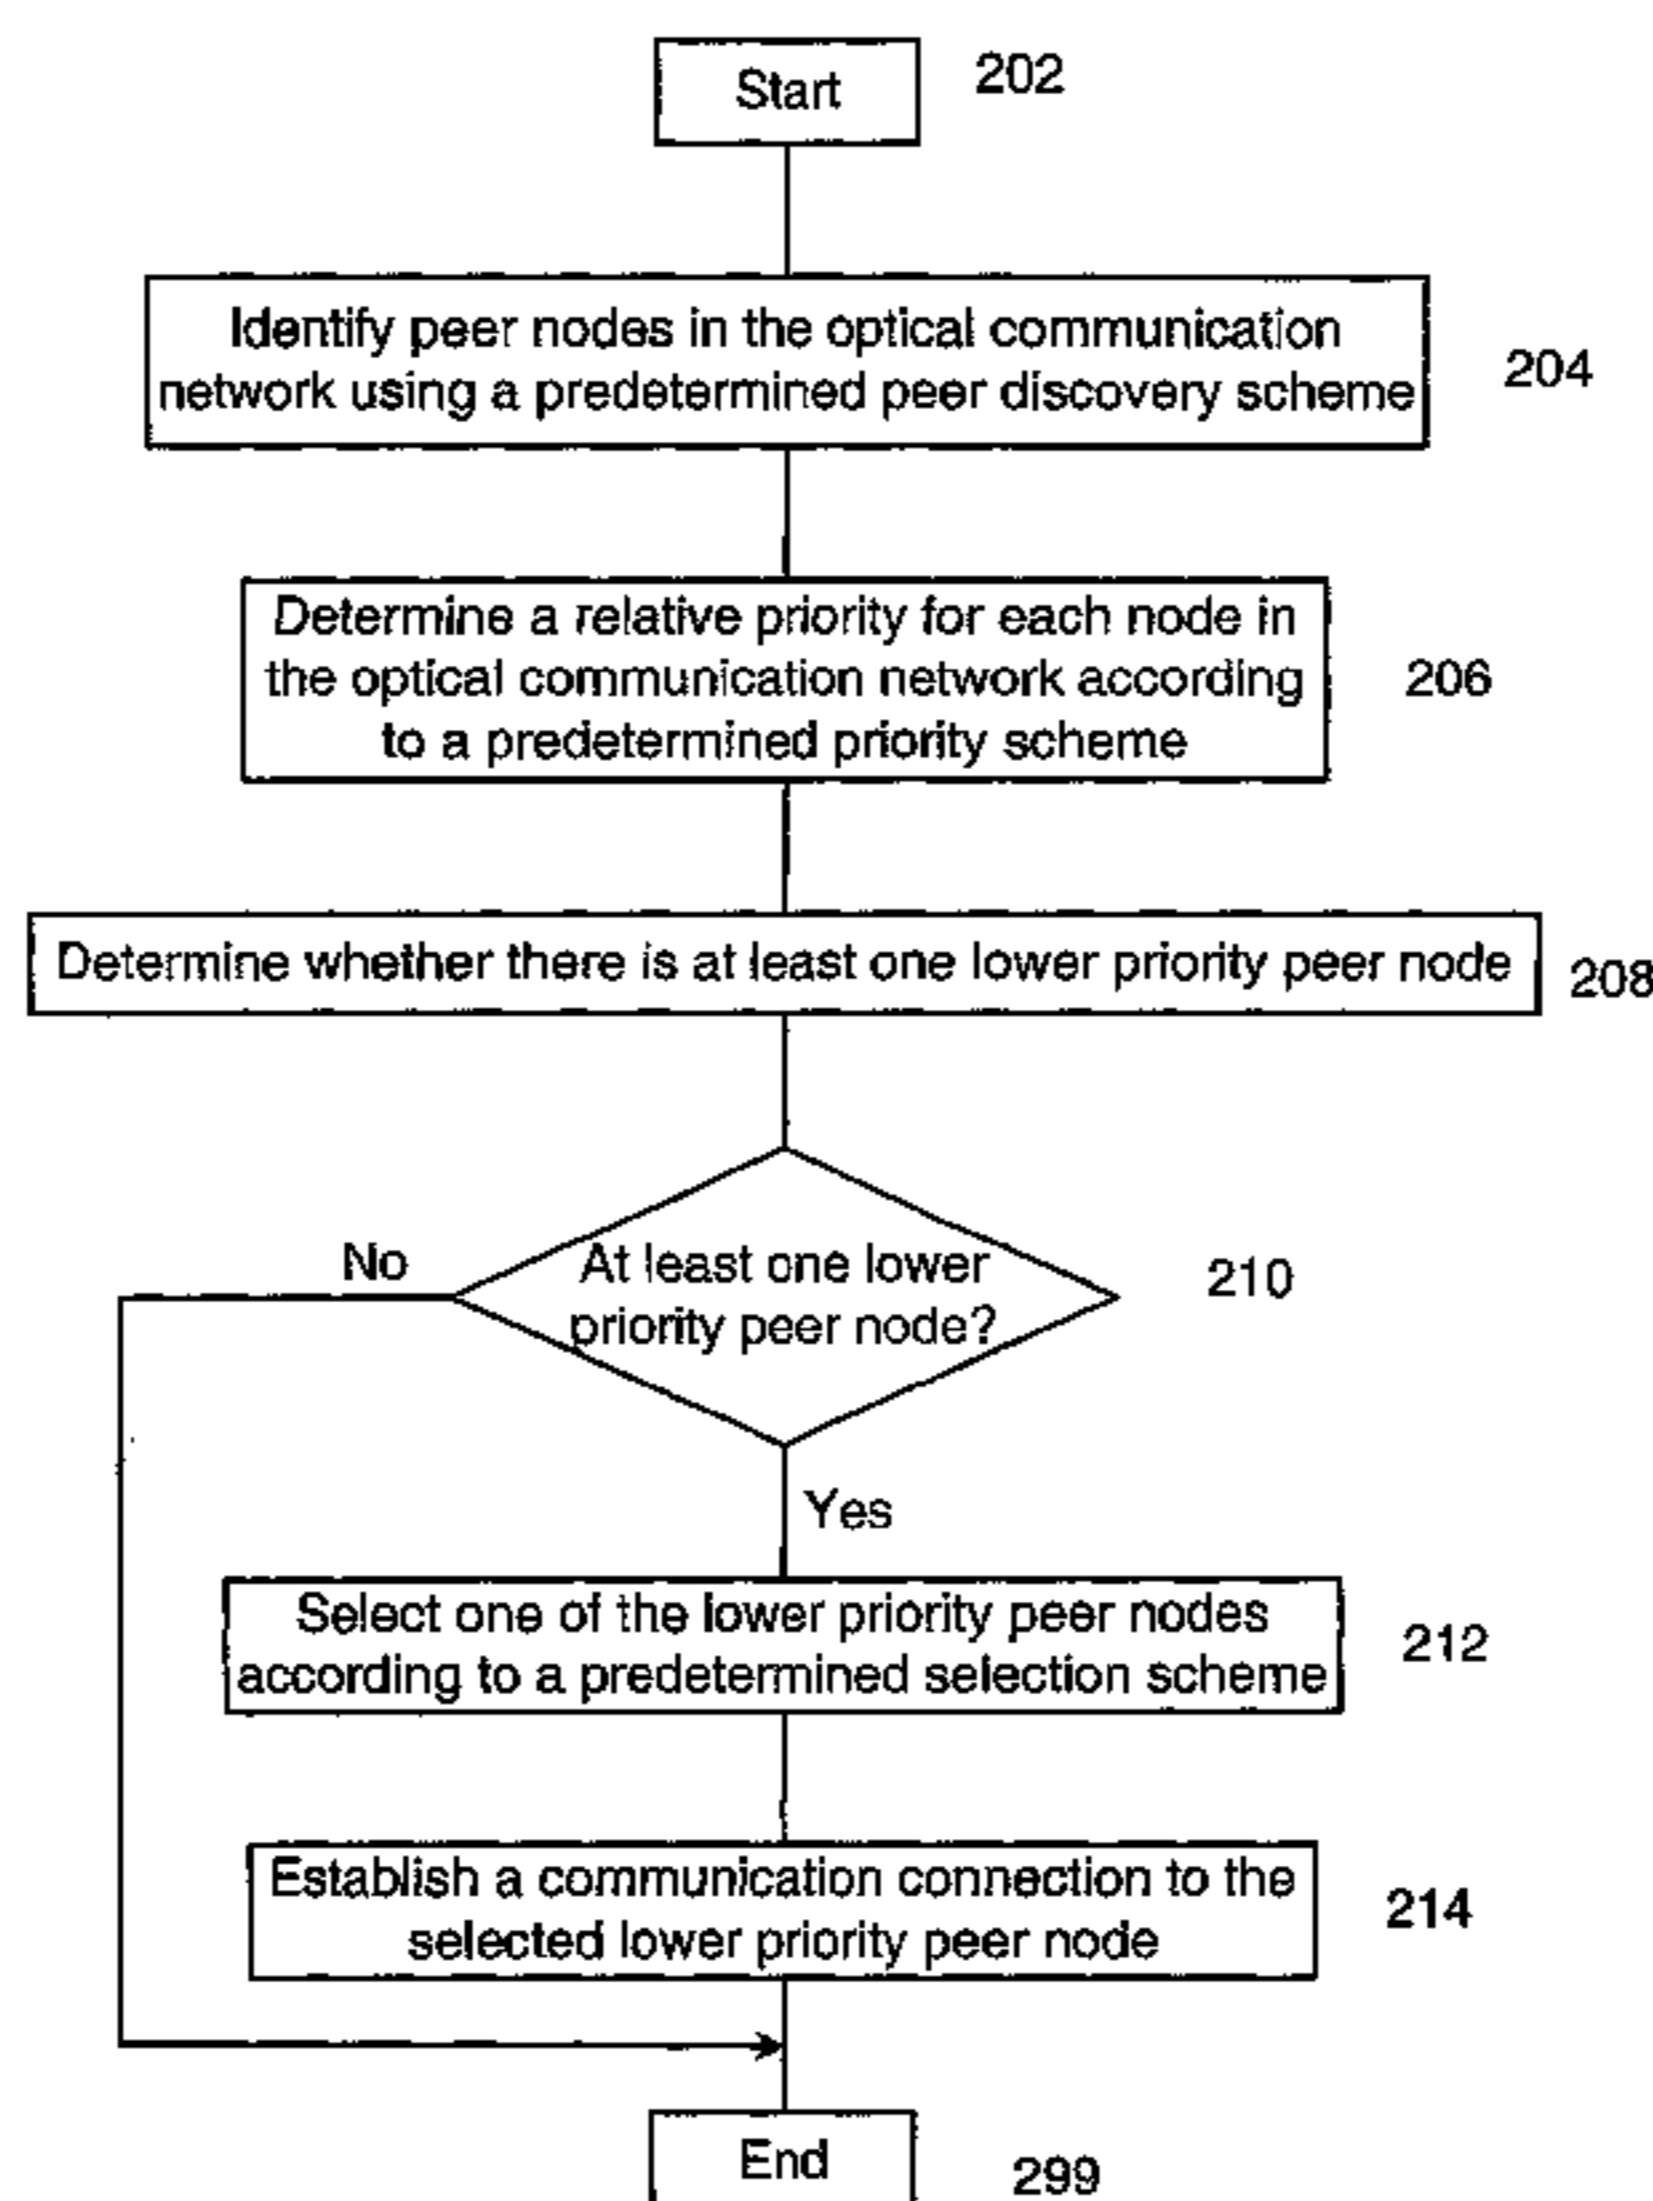 Start
202
Identify peer nodes in the optical communication
network using a predetermined peer discovery scheme
204
Determine a relative priority for each node in
the optical communication network according
to a predetermined priority scheme
206
Determine whether there is at least one lower priority peer node
208
No
At least one lower
priority peer node?
210
Yes
Select one of the lower priority peer nodes
according to a predetermined selection scheme
212
Establish a communication connection to the
selected lower priority peer node
214
End
299